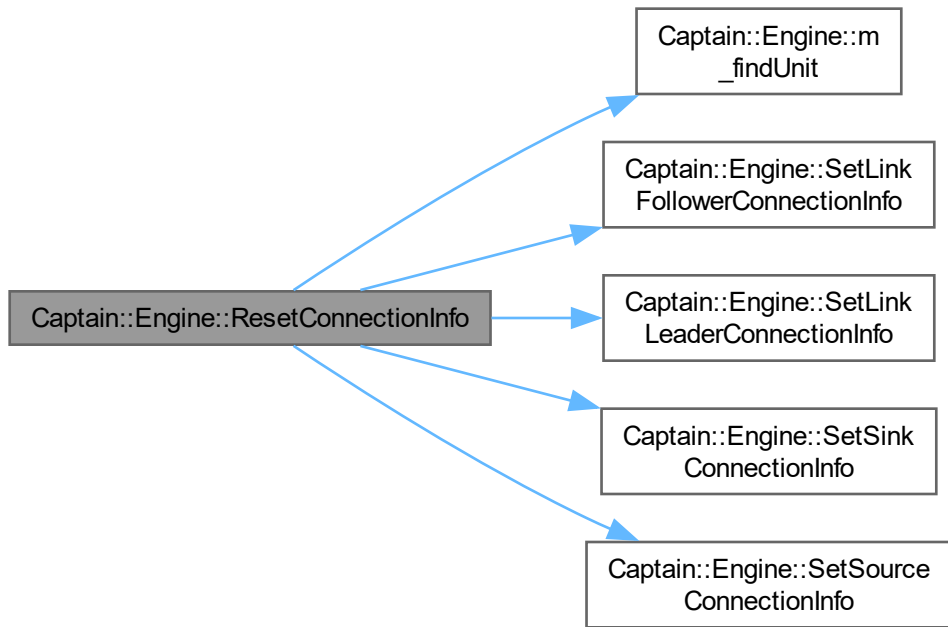 Captain::Engine::m
_findUnit
Captain::Engine::SetLink
FollowerConnectionInfo
Captain::Engine::ResetConnectionInfo
Captain::Engine::SetLink
LeaderConnectionInfo
Captain::Engine::SetSink
ConnectionInfo
Captain::Engine::SetSource
ConnectionInfo